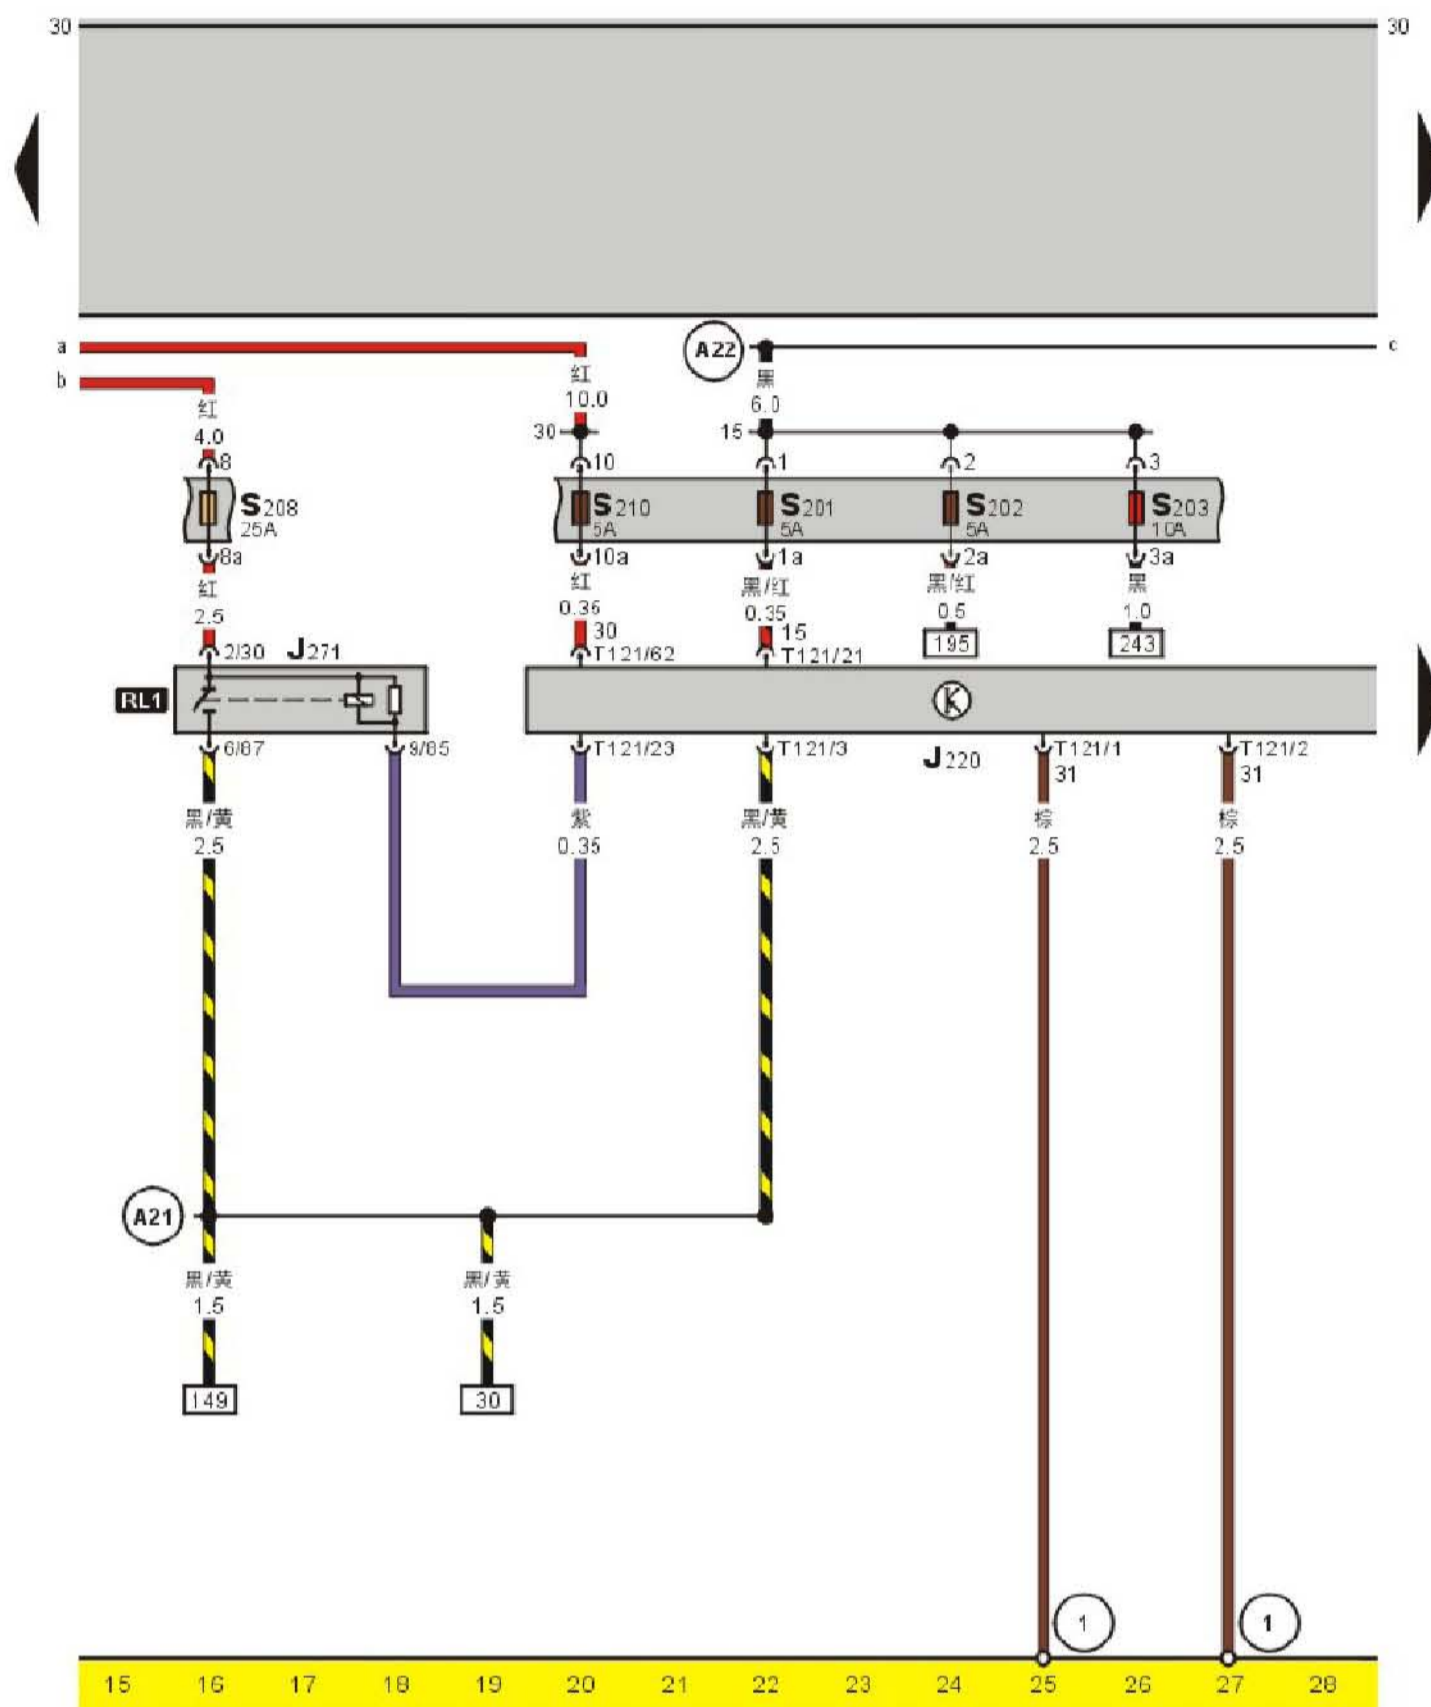 30 30
a A22 c
b 红 黑
红 10.0 6.0
4.0 30 15
8 10 1 2 3
S208 S210 S201 S202 S203
25A 5A 5A 5A 10A
8a 10a 1a 2a 3a
红 红 黑/红 黑/红 黑
2.5 0.35 0.35 0.5 1.0
30 15 195 243
2/30 J271 T121/62 T121/21
RL1 K
6/87 9/85 T121/23 T121/3 J220 T121/1 T121/2
31 31
黑/黄 紫 黑/黄 棕 棕
2.5 0.35 2.5 2.5 2.5
A21
黑/黄 黑/黄
1.5 1.5
149 30
1 1
15 16 17 18 19 20 21 22 23 24 25 26 27 28